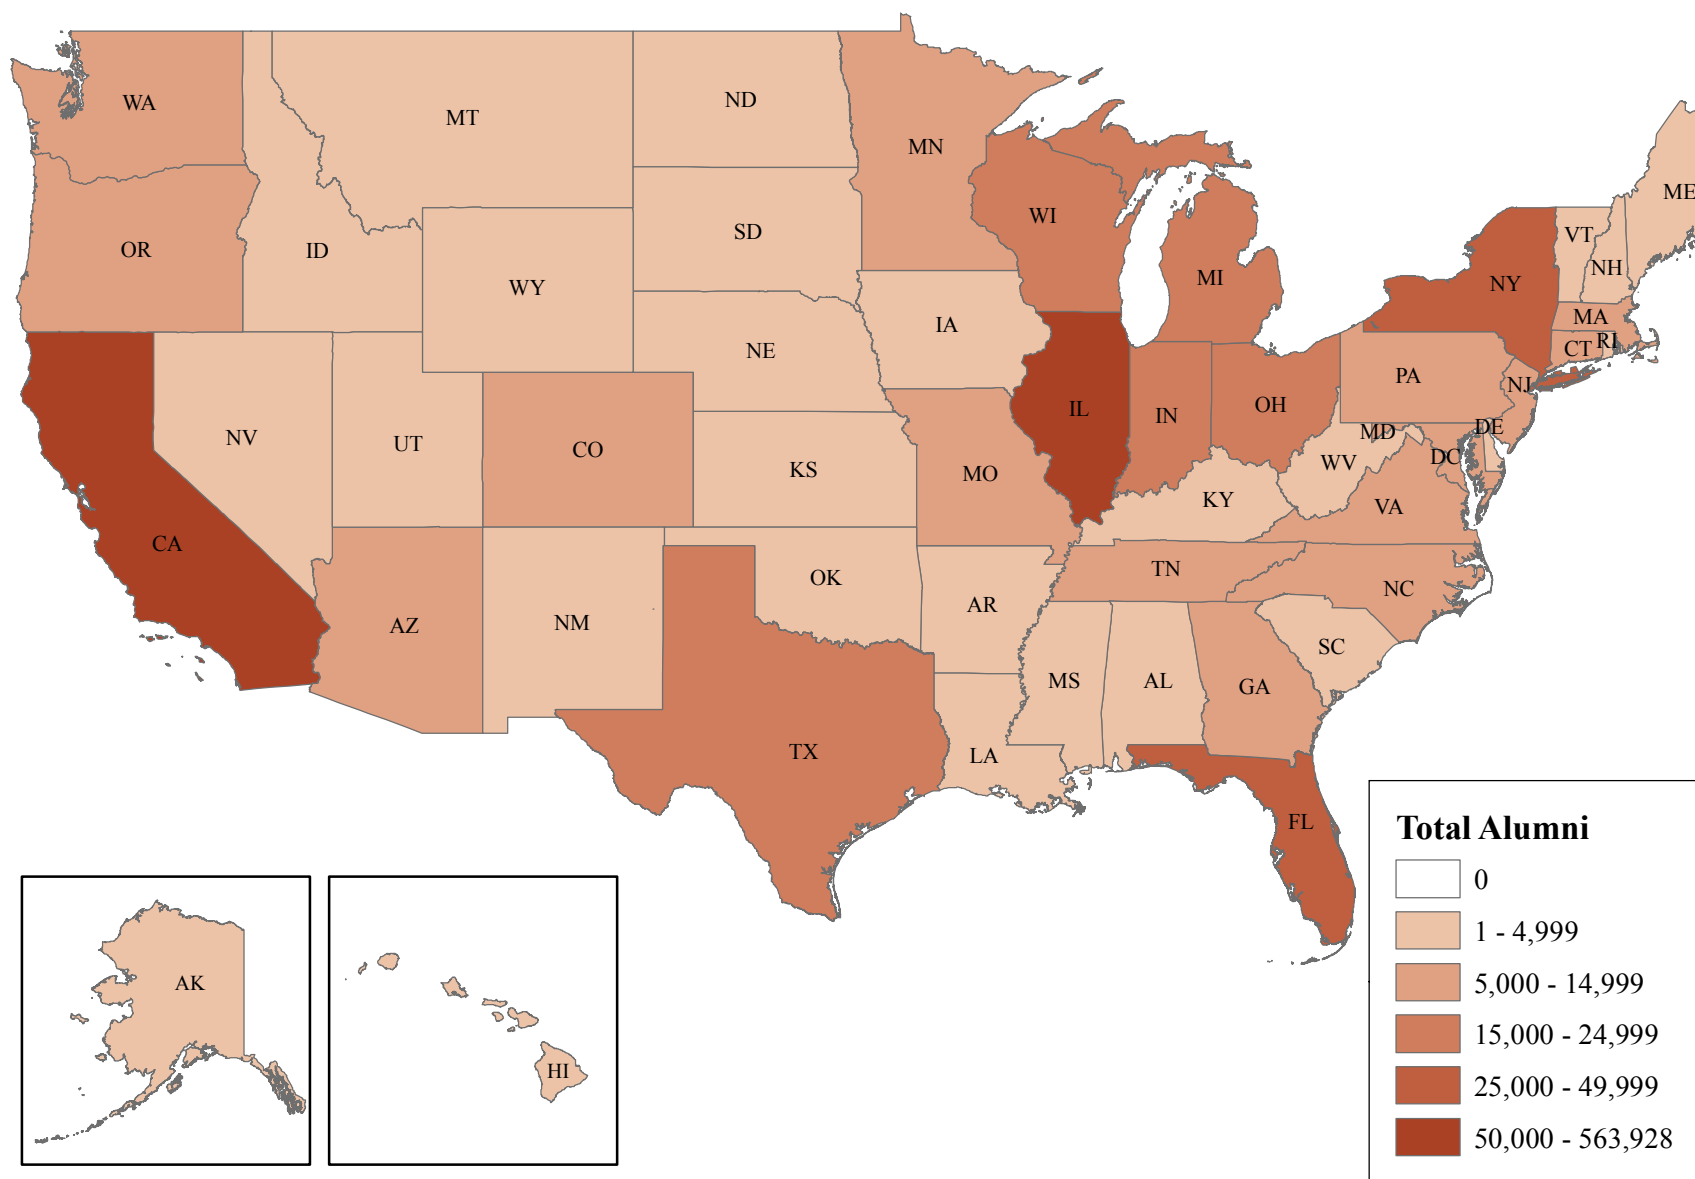 WA
MT
ND
MN
ME
OR
ID
SD
WI
VT
NH
WY
MI
NY
IA
MA
NE
CT
RI
PA
NJ
NV
UT
CO
KS
MO
IL
IN
OH
WV
MD
DE
DC
KY
VA
CA
AZ
NM
OK
AR
TN
NC
SC
MS
AL
GA
TX
LA
FL
AK
HI
Total Alumni
0
1 - 4,999
5,000 - 14,999
15,000 - 24,999
25,000 - 49,999
50,000 - 563,928